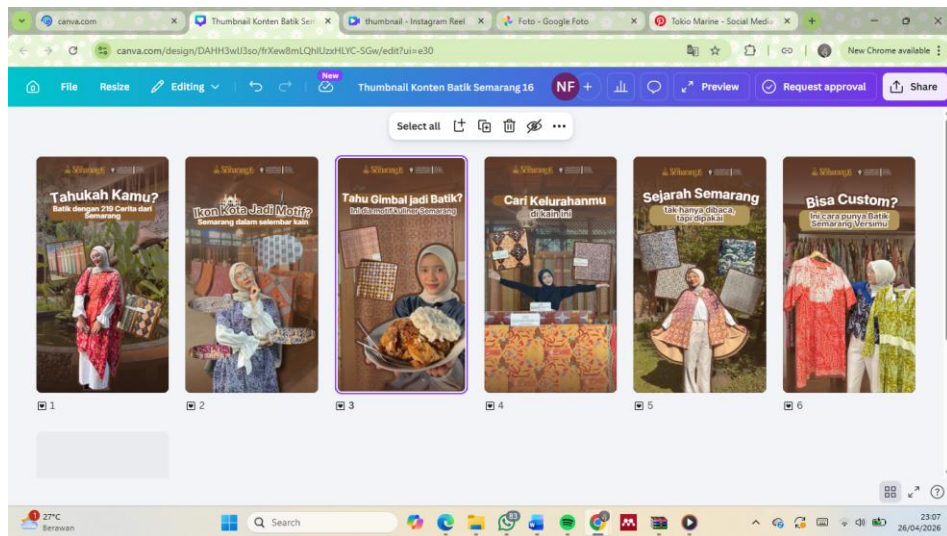 canva.com
Thumbnail Konten Batik Sem
thumbnail - Instagram Reel
Foto - Google Foto
Tokio Marine - Social Media
canva.com/design/DAHH3wU3so/frXew8mLQhlUzxHLYC-SGw/edit?ui=e30
New Chrome available
File
Resize
Editing
New
Thumbnail Konten Batik Semarang 16
NF
Preview
Request approval
Share
Select all
Tahukah Kamu?
Batik dengan 219 Cerita dari
Semarang
1
Ikon Kota Jadi Motif?
Semarang dalam selembar kain
2
Tahu Gimbal jadi Batik?
Ini dia motif kuliner Semarang
3
Cari Kelurahanmu
di kain ini
4
Sejarah Semarang
tak hanya dibaca,
tapi dipakai
5
Bisa Custom?
Ini cara punya Batik
Semarang Versimu
6
1
27°C
Berawan
Search
83
23:07
26/04/2026